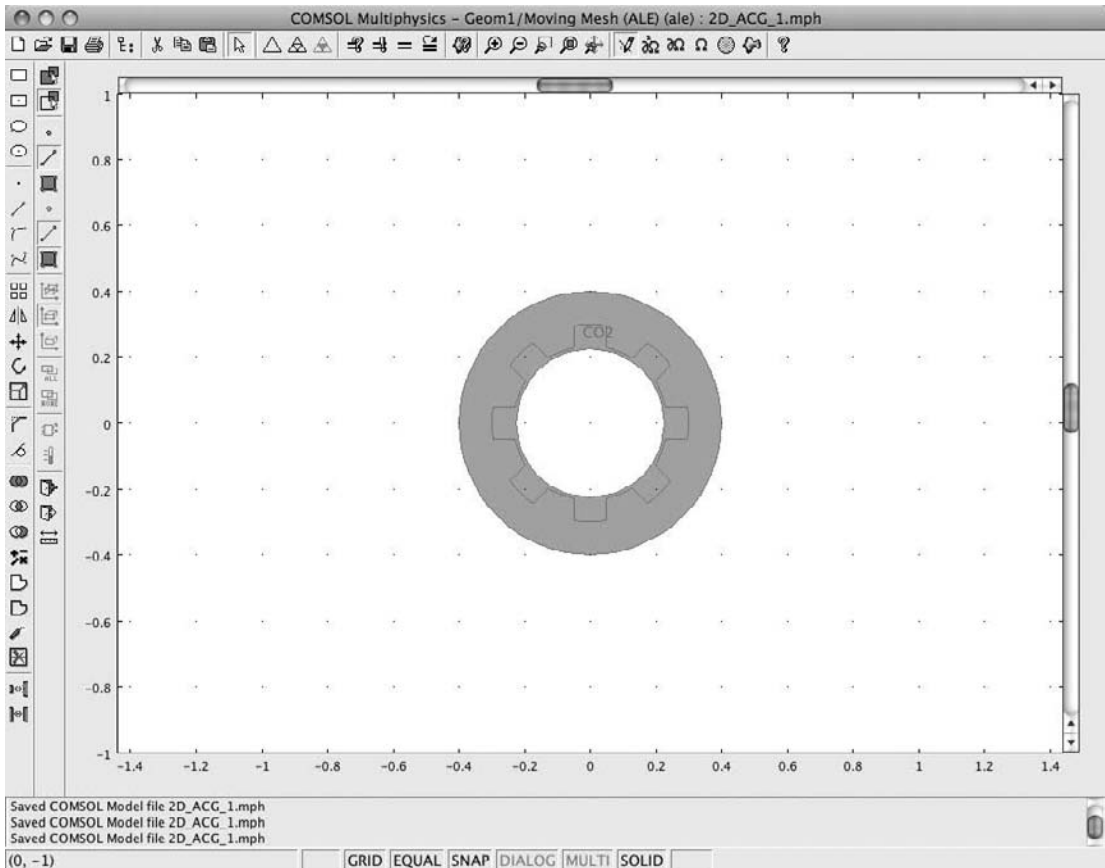 COMSOL Multiphysics – Geom1/Moving Mesh (ALE) (ale) : 2D_ACG_1.mph
1
0.8
0.6
0.4
CO2
0.2
0
−0.2
−0.4
−0.6
−0.8
−1
−1.4 −1.2 −1 −0.8 −0.6 −0.4 −0.2 0 0.2 0.4 0.6 0.8 1 1.2 1.4
Saved COMSOL Model file 2D_ACG_1.mph
Saved COMSOL Model file 2D_ACG_1.mph
Saved COMSOL Model file 2D_ACG_1.mph
(0, −1) GRID EQUAL SNAP DIALOG MULTI SOLID